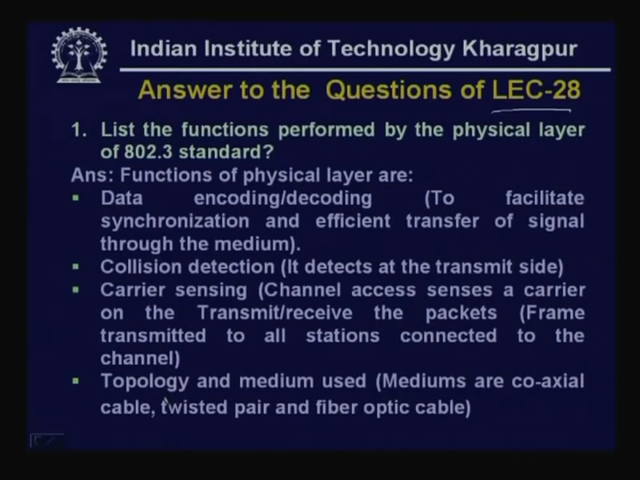 Indian Institute of Technology Kharagpur
Answer to the Questions of LEC-28
1. List the functions performed by the physical layer
of 802.3 standard?
Ans: Functions of physical layer are:
▪ Data encoding/decoding (To facilitate
synchronization and efficient transfer of signal
through the medium).
▪ Collision detection (It detects at the transmit side)
▪ Carrier sensing (Channel access senses a carrier
on the Transmit/receive the packets (Frame
transmitted to all stations connected to the
channel)
▪ Topology and medium used (Mediums are co-axial
cable, twisted pair and fiber optic cable)